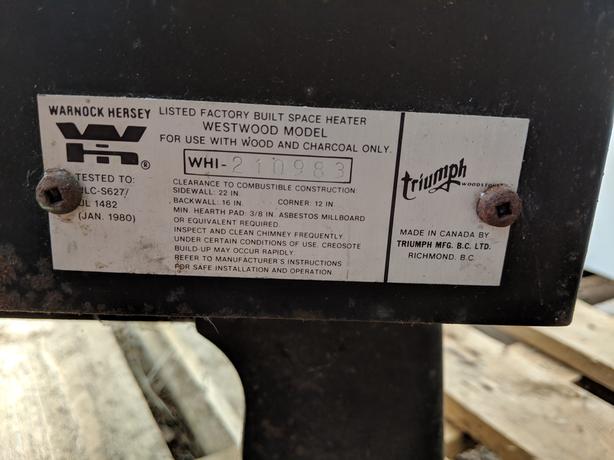 WARNOCK HERSEY
WH ®
TESTED TO:
ULC-S627/
UL 1482
(JAN. 1980)
LISTED FACTORY BUILT SPACE HEATER
WESTWOOD MODEL
FOR USE WITH WOOD AND CHARCOAL ONLY.
WHI-210983
CLEARANCE TO COMBUSTIBLE CONSTRUCTION
SIDEWALL: 22 IN.
BACKWALL: 16 IN. CORNER: 12 IN.
MIN. HEARTH PAD: 3/8 IN. ASBESTOS MILLBOARD
OR EQUIVALENT REQUIRED.
INSPECT AND CLEAN CHIMNEY FREQUENTLY
UNDER CERTAIN CONDITIONS OF USE. CREOSOTE
BUILD-UP MAY OCCUR RAPIDLY.
REFER TO MANUFACTURER'S INSTRUCTIONS
FOR SAFE INSTALLATION AND OPERATION.
triumph
MADE IN CANADA BY
TRIUMPH MFG. B.C. LTD.
RICHMOND. B.C.